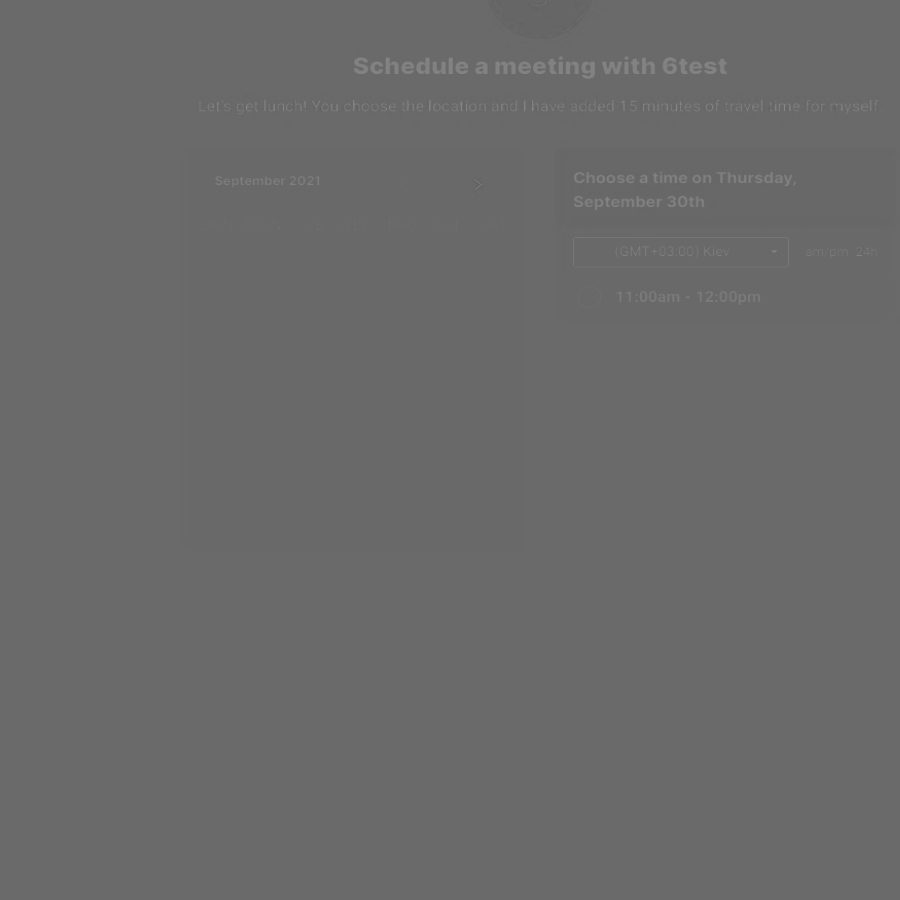 Schedule a meeting with 6test
Let's get lunch! You choose the location and I have added 15 minutes of travel time for myself.
September 2021
Choose a time on Thursday,
September 30th
(GMT+03:00) Kiev
am/pm 24h
11:00am - 12:00pm